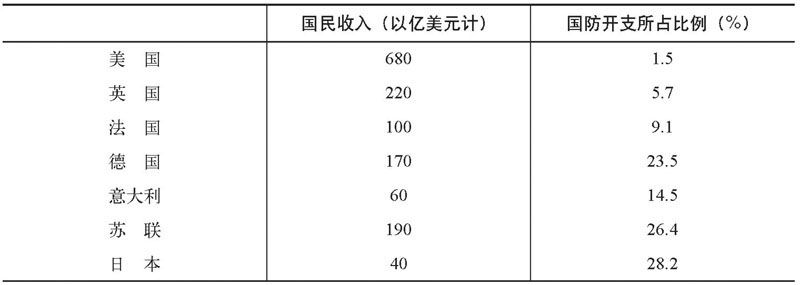 国民收入（以亿美元计） 国防开支所占比例（%）
美 国 680 1.5
英 国 220 5.7
法 国 100 9.1
德 国 170 23.5
意大利 60 14.5
苏 联 190 26.4
日 本 40 28.2